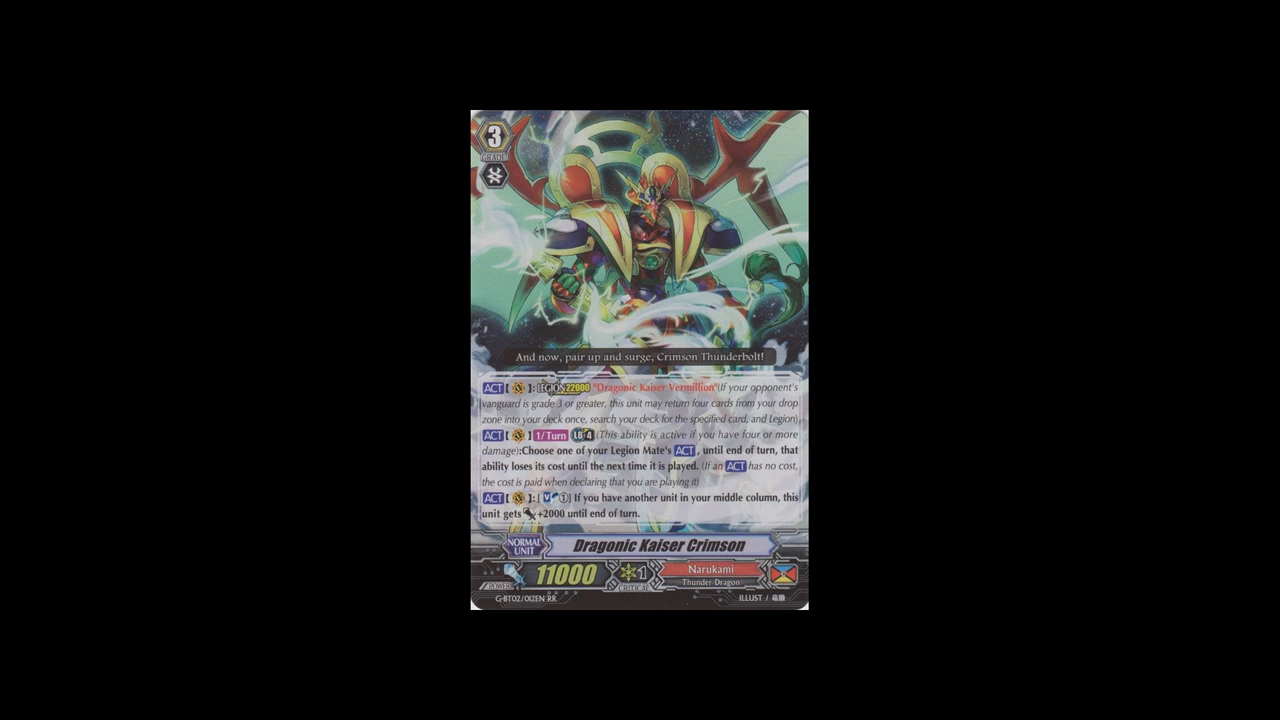 3
GRADE
And now, pair up and surge, Crimson Thunderbolt!
ACT【 】: LEGION 22000 "Dragonic Kaiser Vermillion"(If your opponent's
vanguard is grade 3 or greater, this unit may return four cards from your drop
zone into your deck once, search your deck for the specified card, and Legion)
ACT【 】1/Turn LB4 (This ability is active if you have four or more
damage):Choose one of your Legion Mate's ACT, until end of turn, that
ability loses its cost until the next time it is played. (If an ACT has no cost,
the cost is paid when declaring that you are playing it)
ACT【 】:[ ①] If you have another unit in your middle column, this
unit gets +2000 until end of turn.
NORMAL
UNIT
Dragonic Kaiser Crimson
POWER
11000
1
CRITICAL
Narukami
Thunder Dragon
G-BT02/012EN RR
ILLUST /